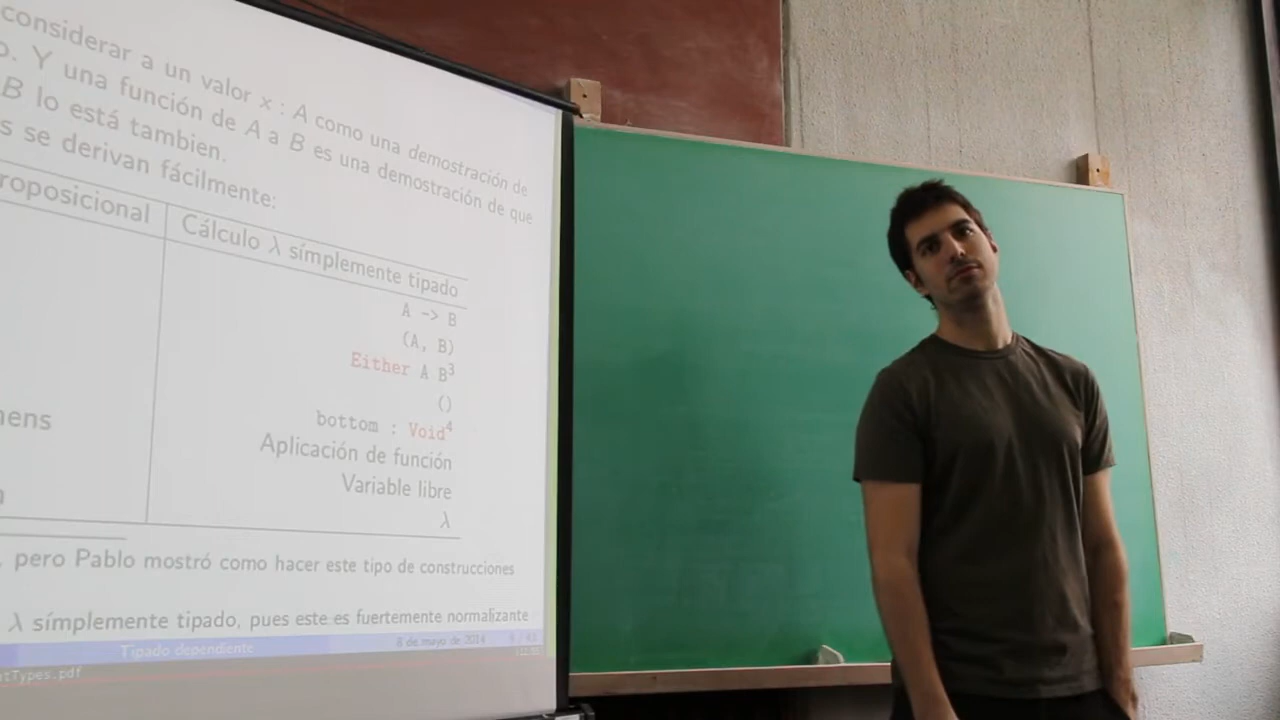 considerar a un valor x : A como una demostración de
o. Y una función de A a B es una demostración de que
B lo está tambien.
s se derivan fácilmente:
roposicional
Cálculo λ símplemente tipado
A -> B
(A, B)
Either A B³
()
mens
bottom : Void⁴
Aplicación de función
Variable libre
λ
, pero Pablo mostró como hacer este tipo de construcciones
λ símplemente tipado, pues este es fuertemente normalizante
Tipado dependiente
8 de mayo de 2014
ntTypes.pdf